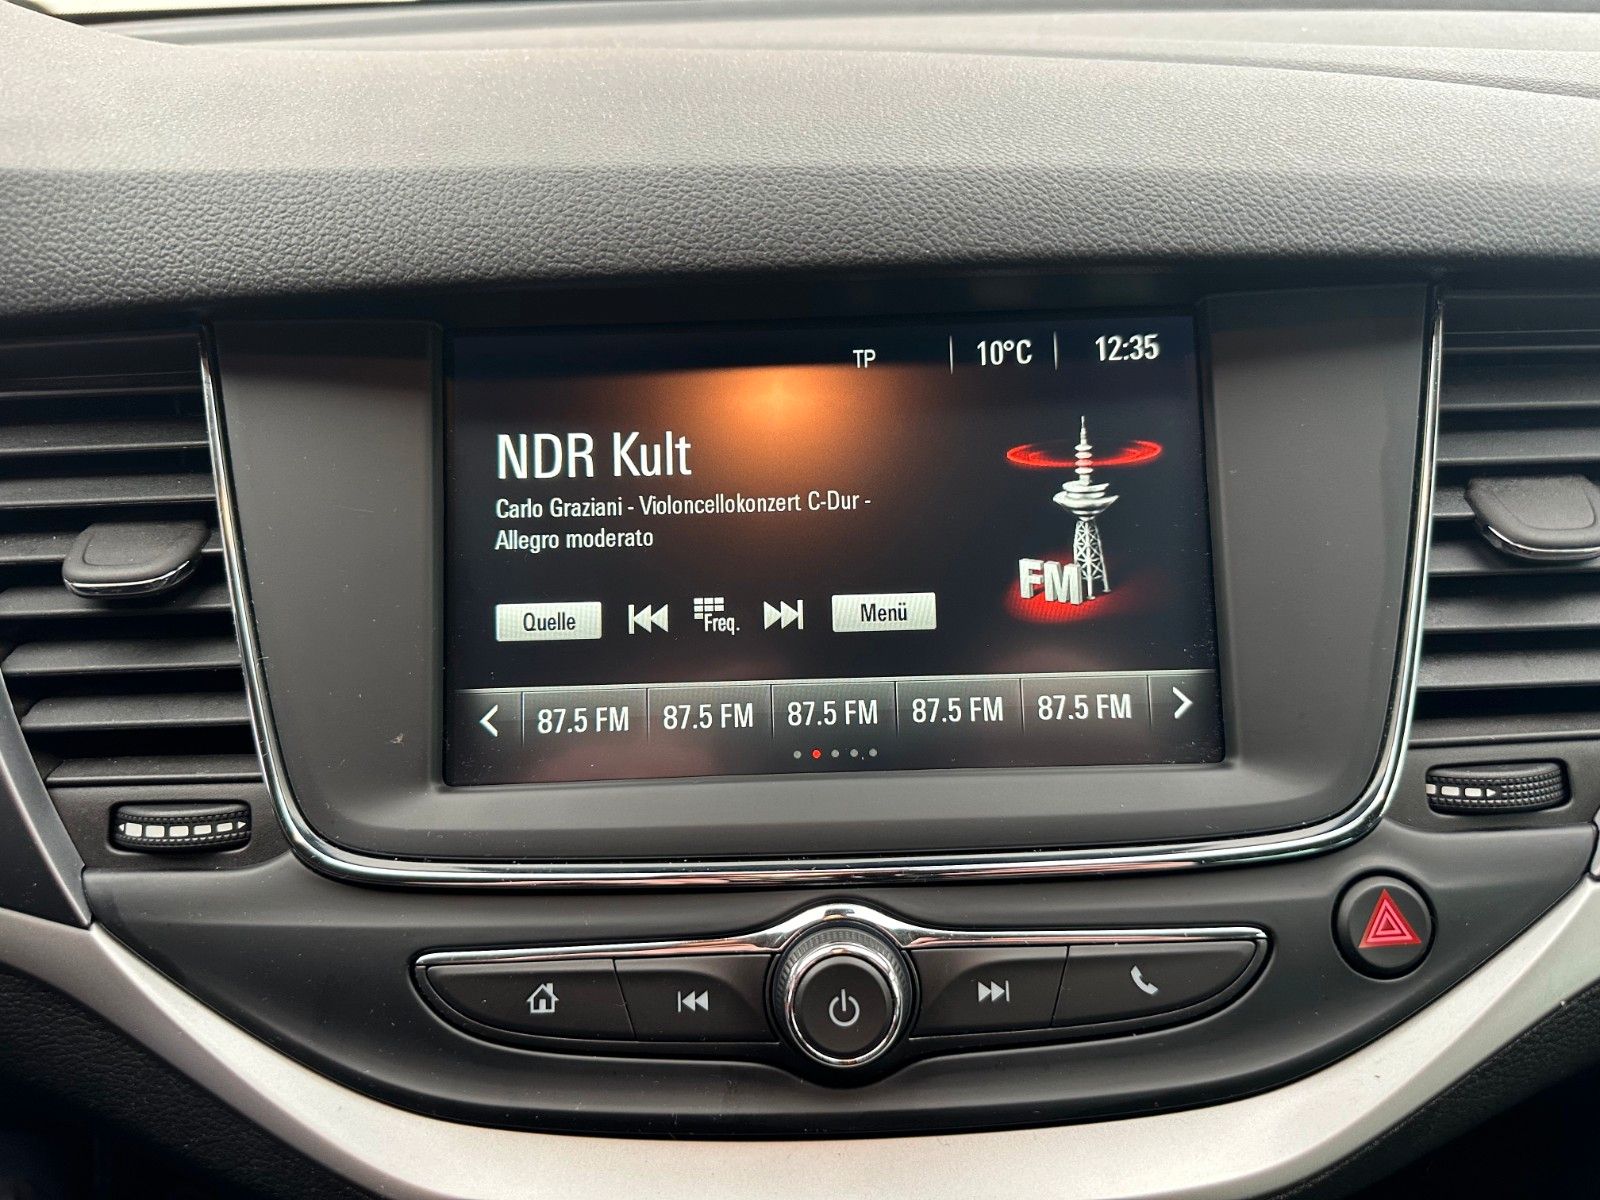 TP 10°C 12:35
NDR Kult
Carlo Graziani - Violoncellokonzert C-Dur -
Allegro moderato
FM
Quelle Freq. Menü
87.5 FM 87.5 FM 87.5 FM 87.5 FM 87.5 FM